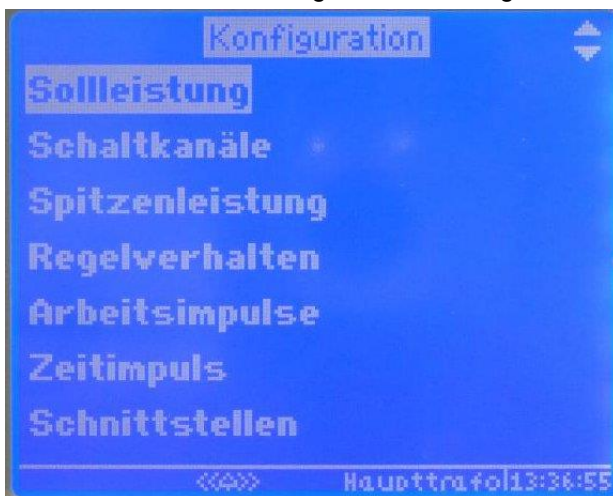 Konfiguration
Sollleistung
Schaltkanäle
Spitzenleistung
Regelverhalten
Arbeitsimpulse
Zeitimpuls
Schnittstellen
Haupttrafo 13:36:55